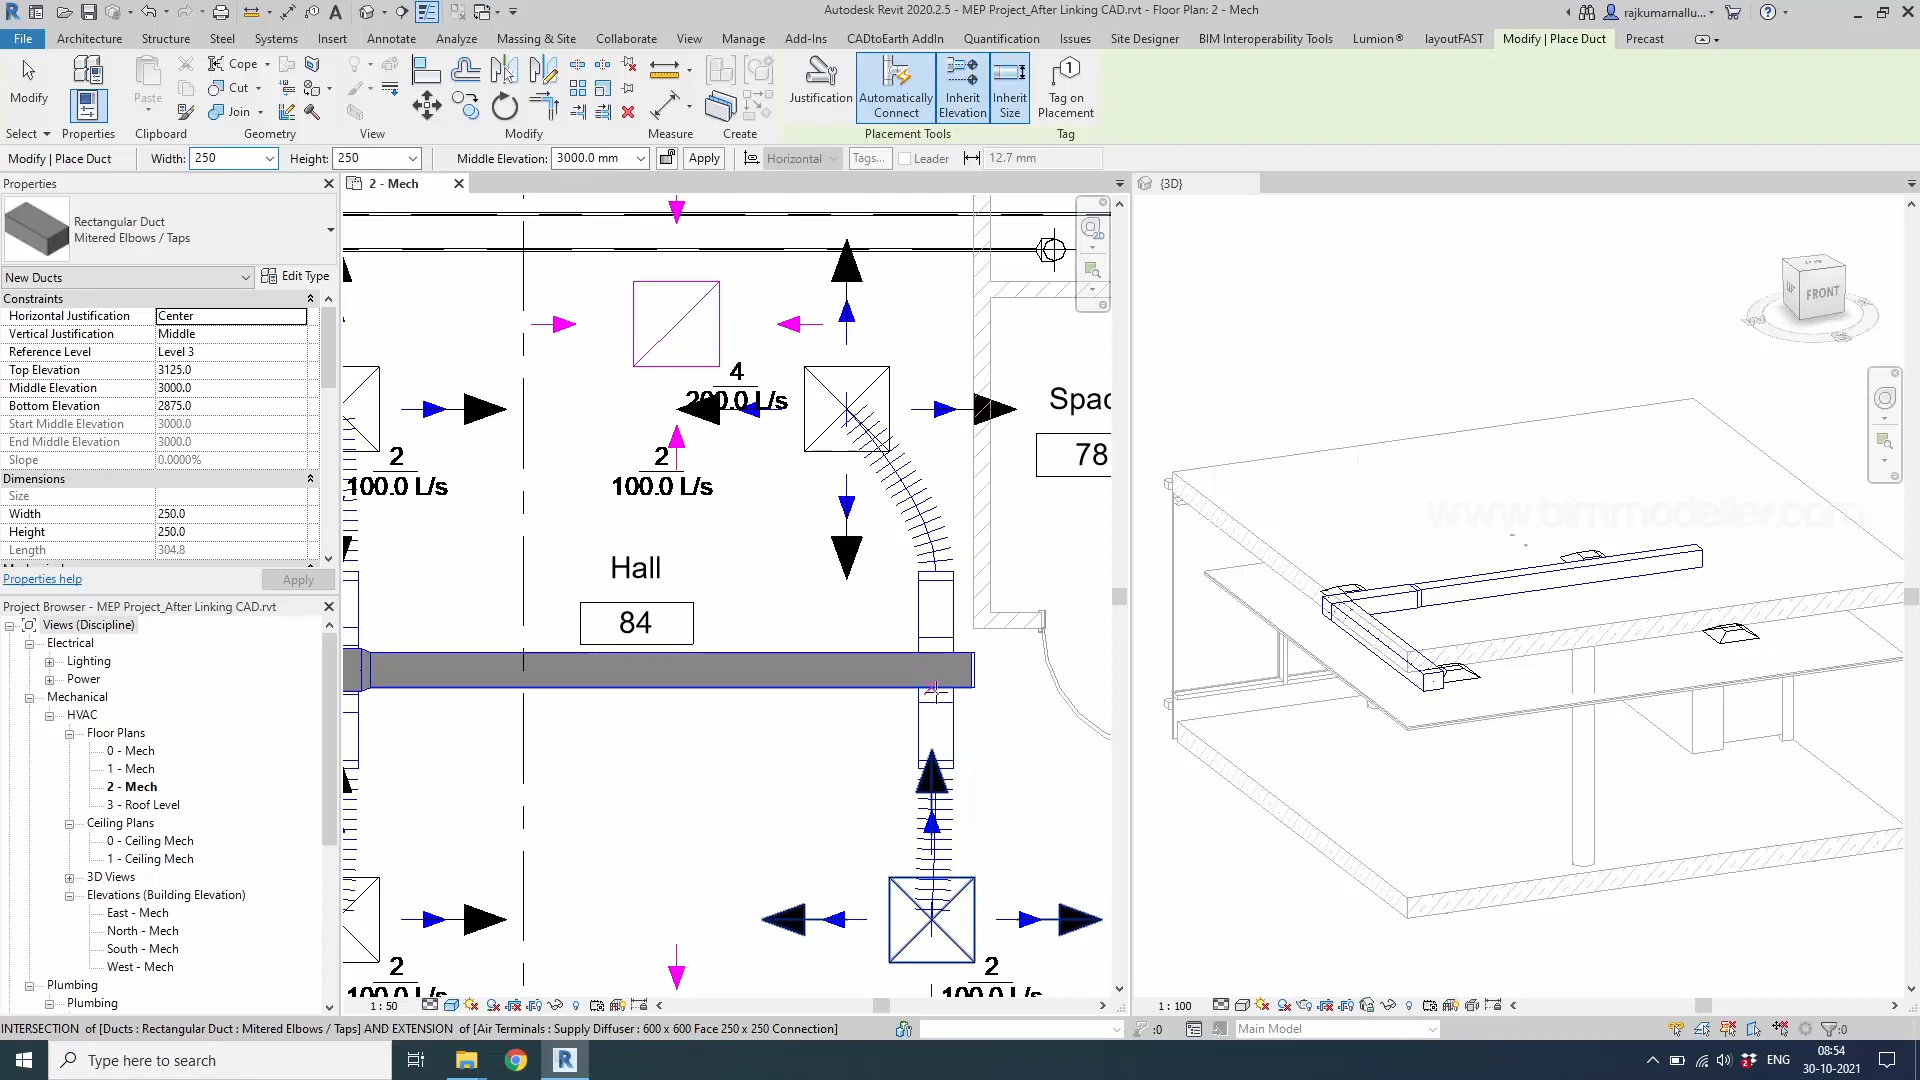 Autodesk Revit 2020.2.5 - MEP Project_After Linking CAD.rvt - Floor Plan: 2 - Mech
rajkumarnallu...
File Architecture Structure Steel Systems Insert Annotate Analyze Massing & Site Collaborate View Manage Add-Ins CADtoEarth AddIn Quantification Issues Site Designer BIM Interoperability Tools Lumion® layoutFAST Modify | Place Duct Precast
Modify
Paste
Cope
Cut
Join
Justification
Automatically Connect
Inherit Elevation
Inherit Size
Tag on Placement
Select Properties Clipboard Geometry View Modify Measure Create Placement Tools Tag
Modify | Place Duct Width: 250 Height: 250 Middle Elevation: 3000.0 mm Apply Horizontal Tags... Leader 12.7 mm
Properties
2 - Mech
{3D}
Rectangular Duct
Mitered Elbows / Taps
New Ducts Edit Type
Constraints
Horizontal Justification Center
Vertical Justification Middle
Reference Level Level 3
Top Elevation 3125.0
Middle Elevation 3000.0
Bottom Elevation 2875.0
Start Middle Elevation 3000.0
End Middle Elevation 3000.0
Slope 0.0000%
Dimensions
Size
Width 250.0
Height 250.0
Length 304.8
Properties help Apply
Project Browser - MEP Project_After Linking CAD.rvt
Views (Discipline)
Electrical
Lighting
Power
Mechanical
HVAC
Floor Plans
0 - Mech
1 - Mech
2 - Mech
3 - Roof Level
Ceiling Plans
0 - Ceiling Mech
1 - Ceiling Mech
3D Views
Elevations (Building Elevation)
East - Mech
North - Mech
South - Mech
West - Mech
Plumbing
Plumbing
2D
4
200.0 L/s
2
100.0 L/s
2
100.0 L/s
Spac
78
Hall
84
2
100.0 L/s
2
100.0 L/s
FRONT
www.bimmodeller.com
1 : 50
1 : 100
INTERSECTION of [Ducts : Rectangular Duct : Mitered Elbows / Taps] AND EXTENSION of [Air Terminals : Supply Diffuser : 600 x 600 Face 250 x 250 Connection]
:0
Main Model
:0
Type here to search
ENG
08:54
30-10-2021